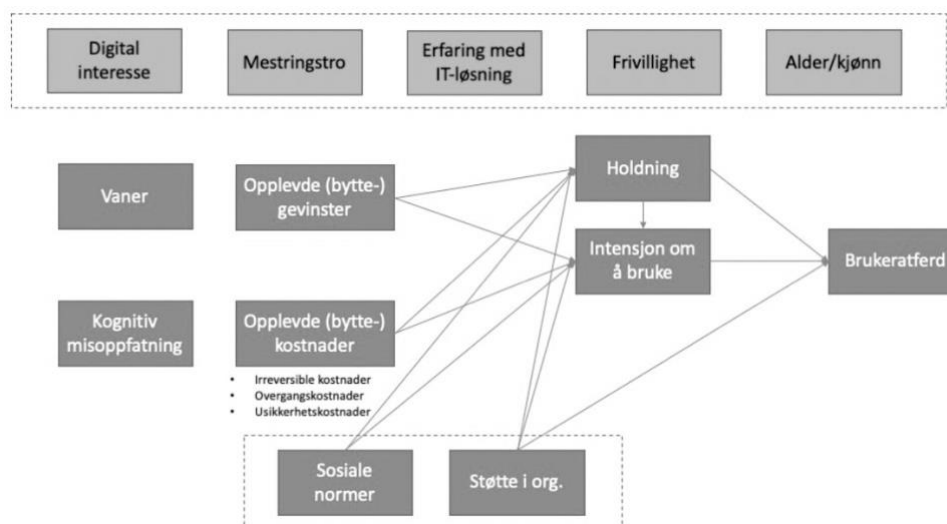 Digital
interesse
Mestringstro
Erfaring med
IT-løsning
Frivillighet
Alder/kjønn
Vaner
Opplevde (bytte-)
gevinster
Holdning
Intensjon om
å bruke
Brukeratferd
Kognitiv
misoppfatning
Opplevde (bytte-)
kostnader
• Irreversible kostnader
• Overgangskostnader
• Usikkerhetskostnader
Sosiale
normer
Støtte i org.